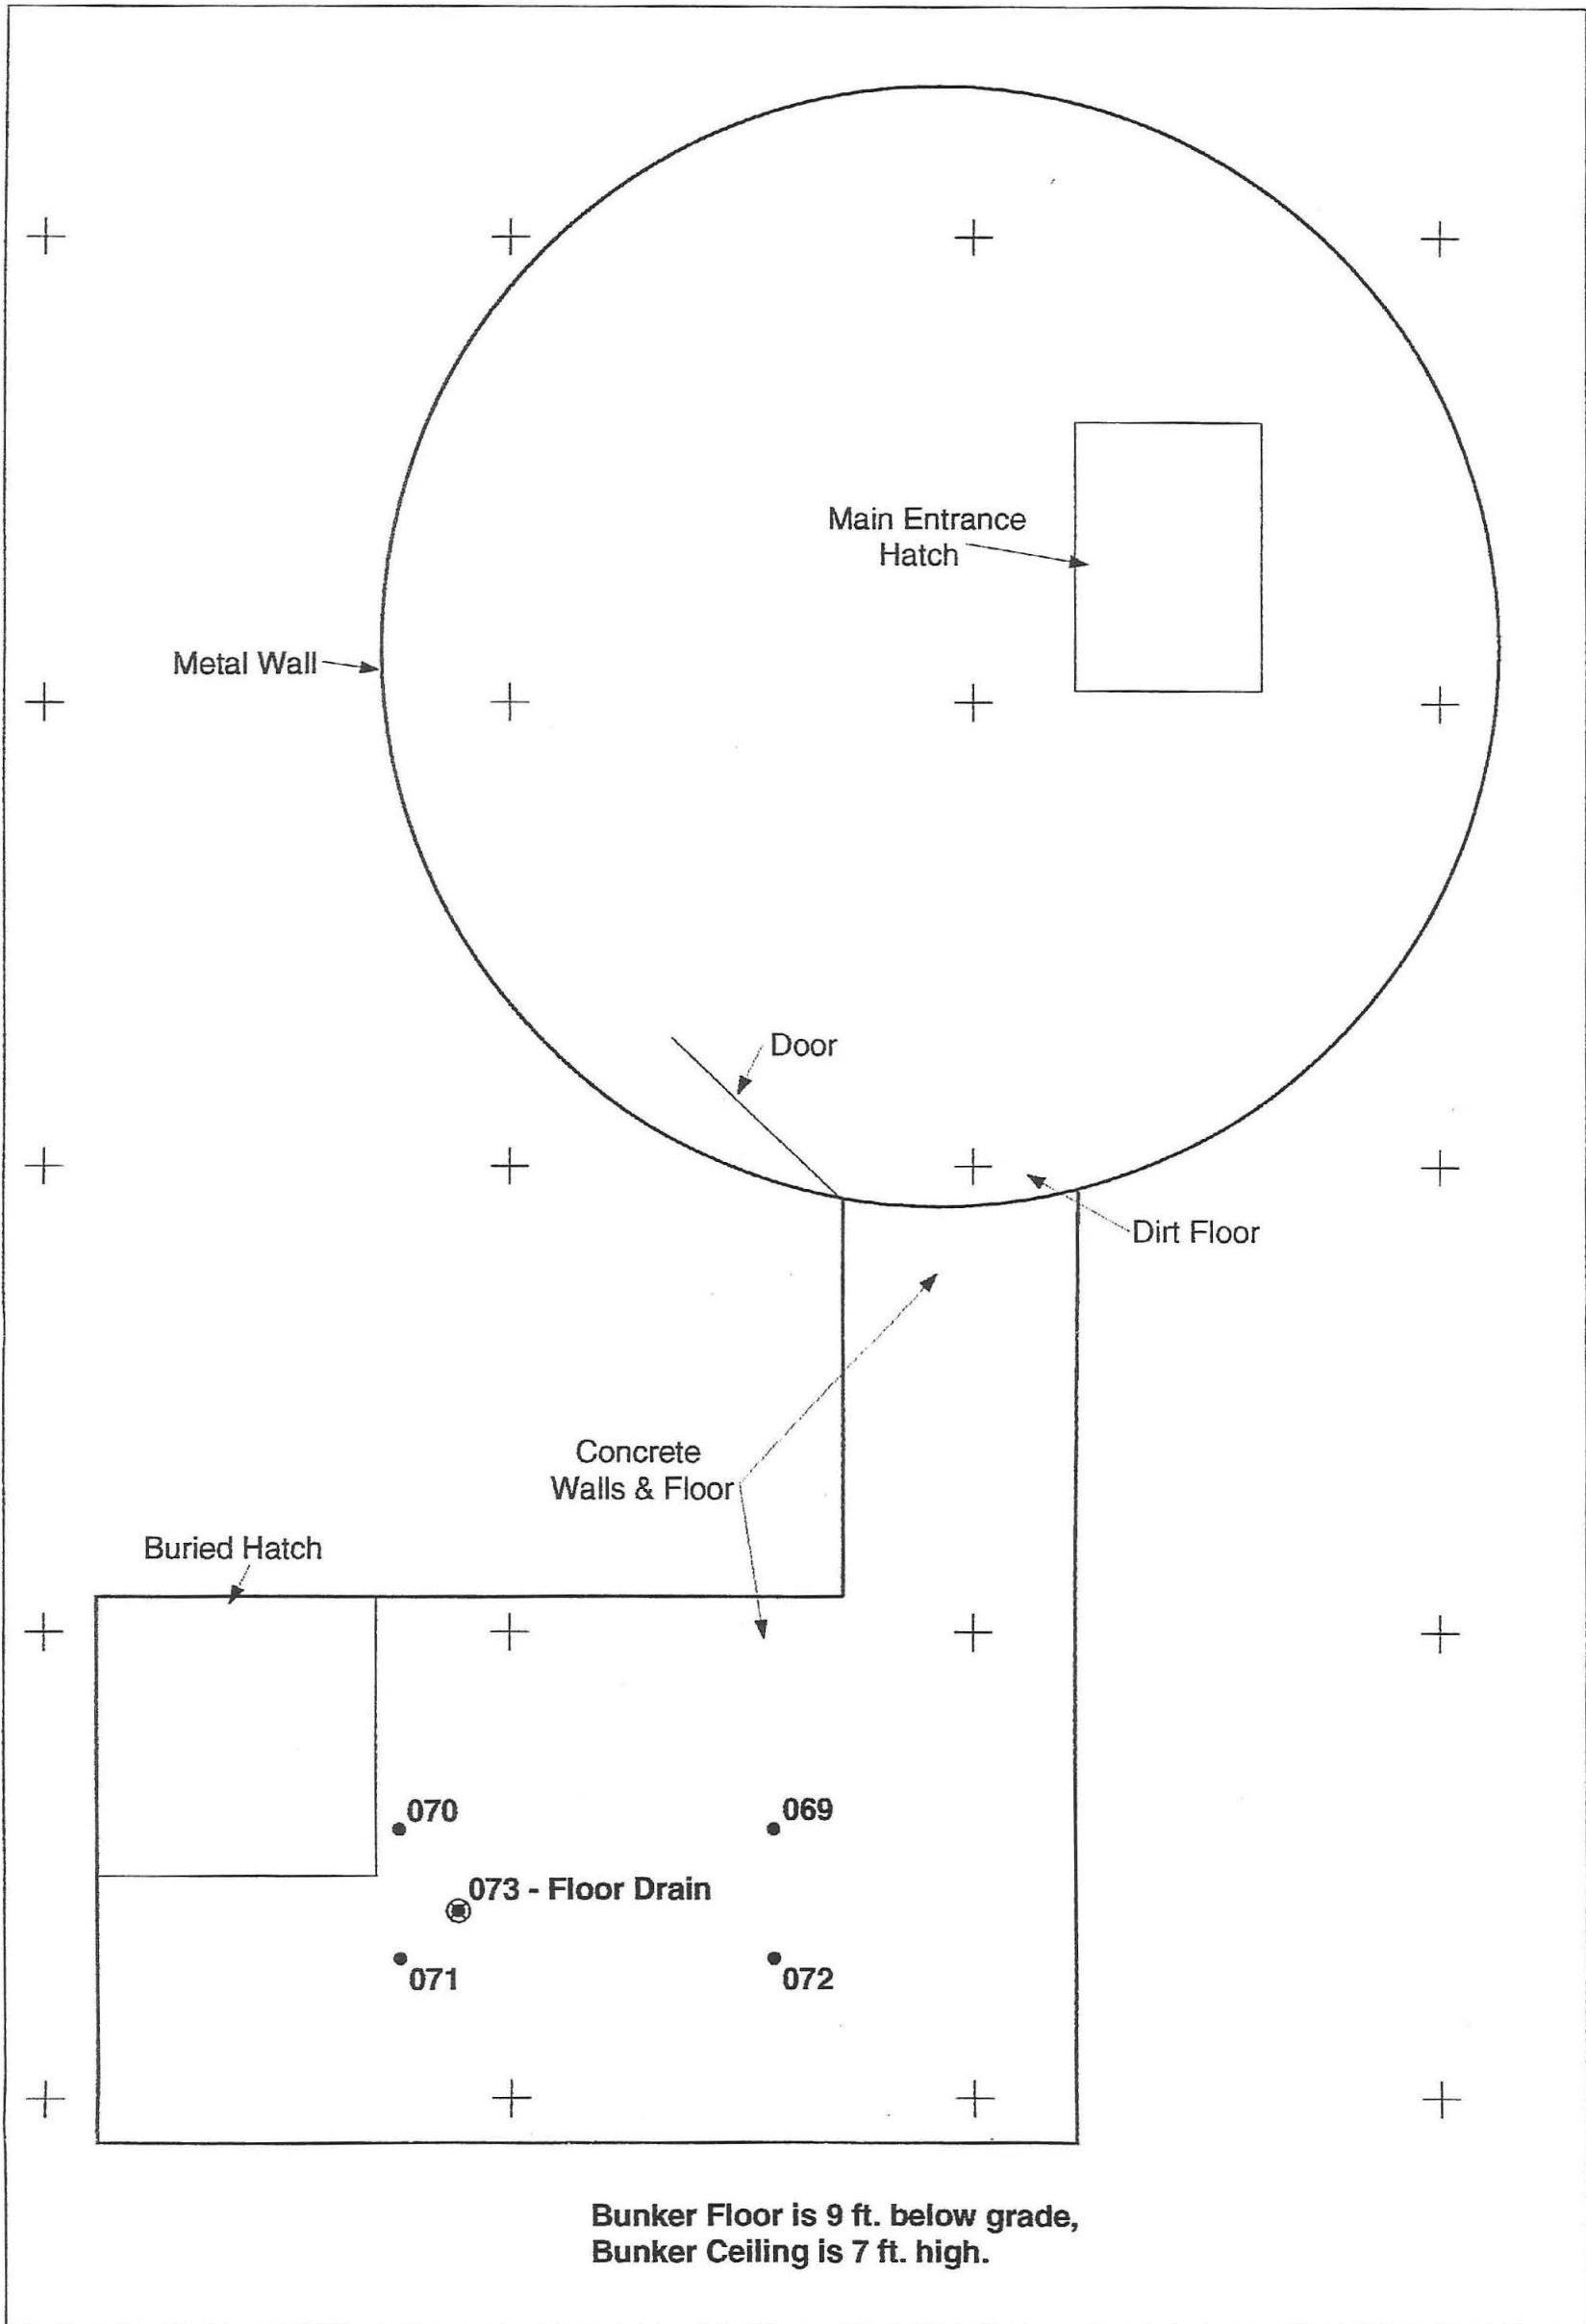 Main Entrance
Hatch
Metal Wall
Door
Dirt Floor
Concrete
Walls & Floor
Buried Hatch
070
069
073 - Floor Drain
071
072
Bunker Floor is 9 ft. below grade,
Bunker Ceiling is 7 ft. high.